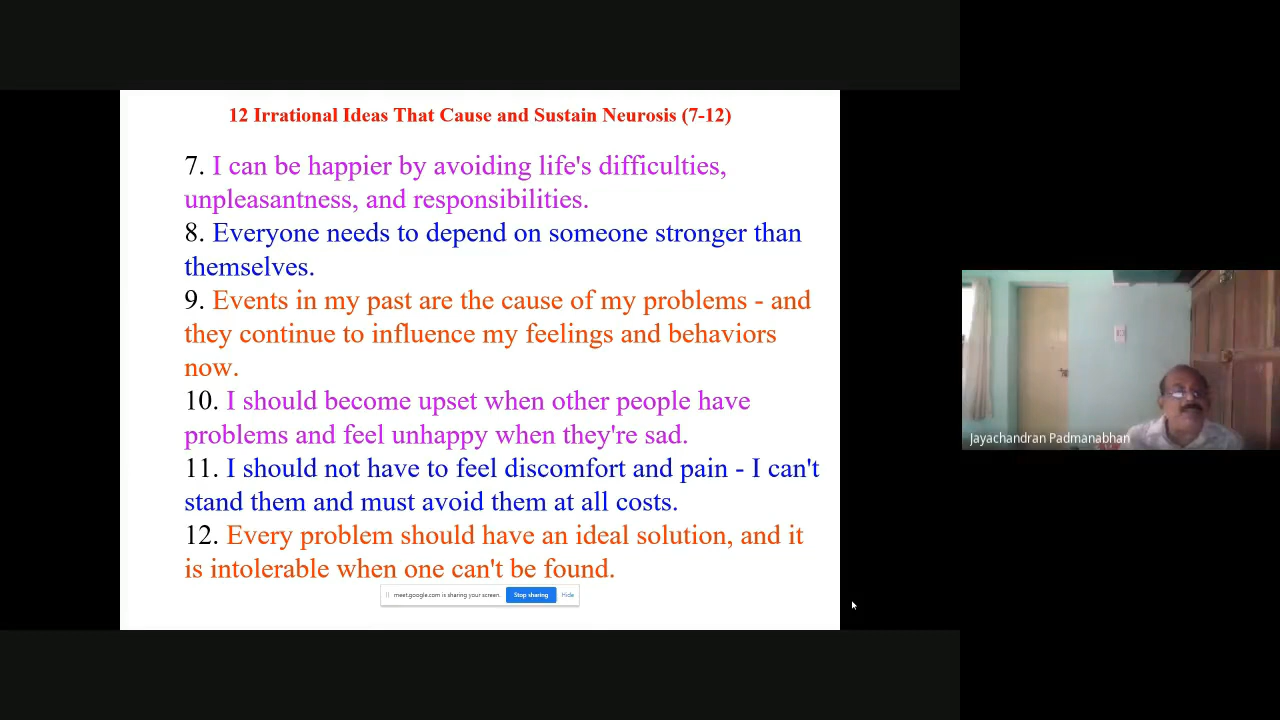 12 Irrational Ideas That Cause and Sustain Neurosis (7-12)
7. I can be happier by avoiding life's difficulties,
unpleasantness, and responsibilities.
8. Everyone needs to depend on someone stronger than
themselves.
9. Events in my past are the cause of my problems - and
they continue to influence my feelings and behaviors
now.
10. I should become upset when other people have
problems and feel unhappy when they're sad.
11. I should not have to feel discomfort and pain - I can't
stand them and must avoid them at all costs.
12. Every problem should have an ideal solution, and it
is intolerable when one can't be found.
meet.google.com is sharing your screen. Stop sharing Hide
Jayachandran Padmanabhan